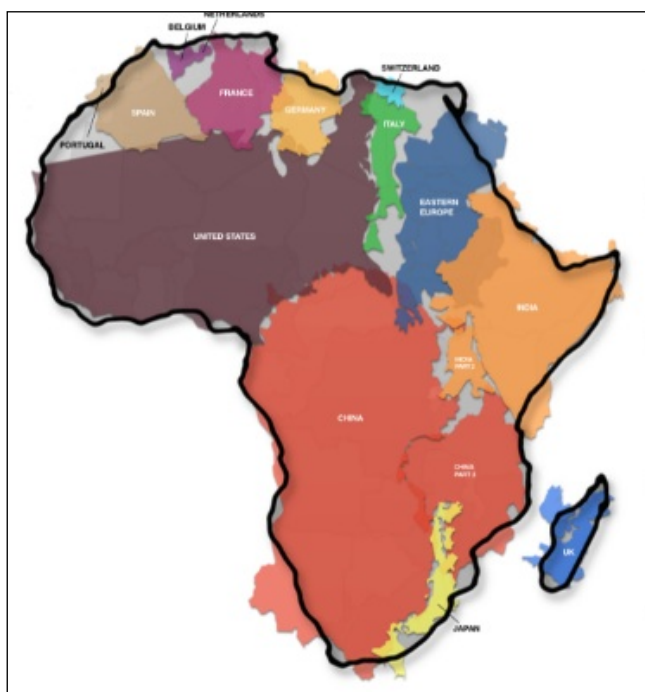 NETHERLANDS
BELGIUM
SWITZERLAND
FRANCE
GERMANY
SPAIN
ITALY
PORTUGAL
EASTERN
EUROPE
UNITED STATES
INDIA
INDIA
PART 2
CHINA
CHINA
PART 2
UK
JAPAN